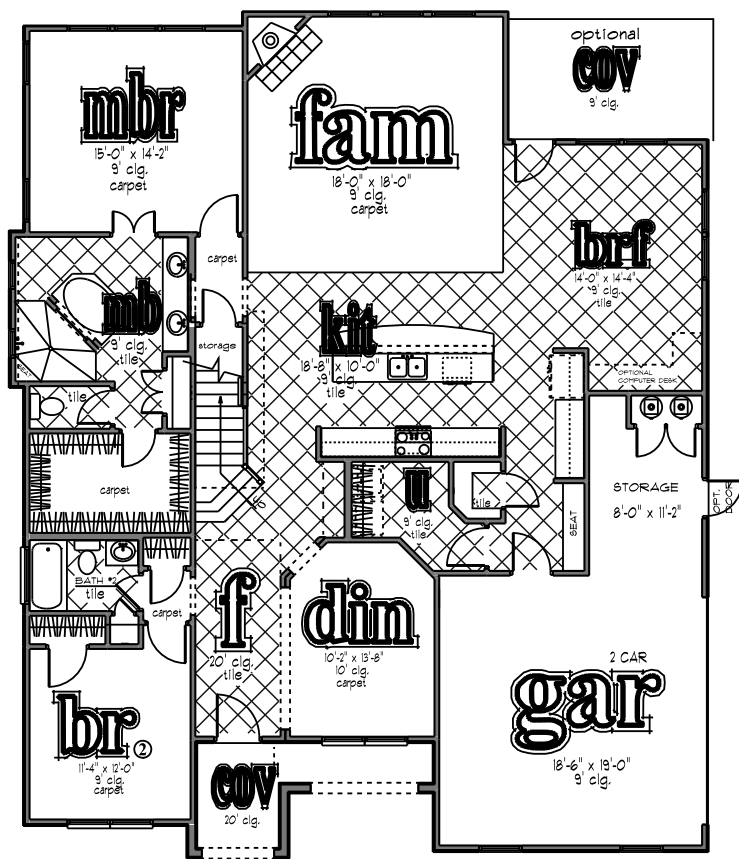 optional
cov
9' clg.
mbr
15'-0" x 14'-2"
9' clg.
carpet
fam
18'-0" x 18'-0"
9' clg.
carpet
brf
14'-0" x 14'-4"
9' clg.
tile
carpet
mb
9' clg.
tile
SEAT
storage
kit
18'-8" x 10'-0"
9' clg.
tile
OPTIONAL
COMPUTER DESK
tile
carpet
u
9' clg.
tile
tile
SEAT
STORAGE
8'-0" x 11'-2"
OPT.
DOOR
BATH #2
tile
carpet
f
20' clg.
tile
din
10'-2" x 13'-8"
10' clg.
carpet
2 CAR
gar
18'-6" x 19'-0"
9' clg.
br
2
11'-4" x 12'-0"
9' clg.
carpet
cov
20' clg.